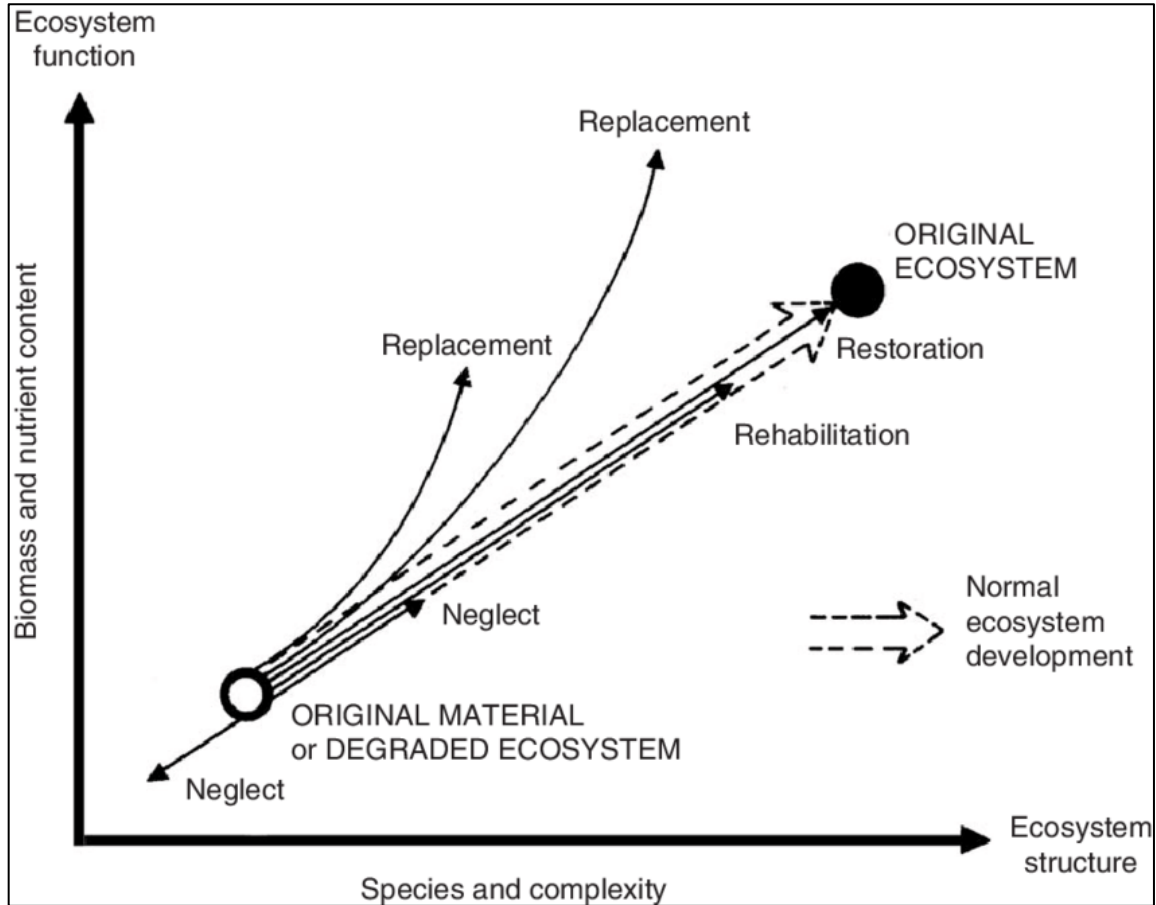 Ecosystem
function
Replacement
ORIGINAL
ECOSYSTEM
Replacement
Restoration
Rehabilitation
Biomass and nutrient content
Neglect
Normal
ecosystem
development
ORIGINAL MATERIAL
or DEGRADED ECOSYSTEM
Neglect
Ecosystem
structure
Species and complexity